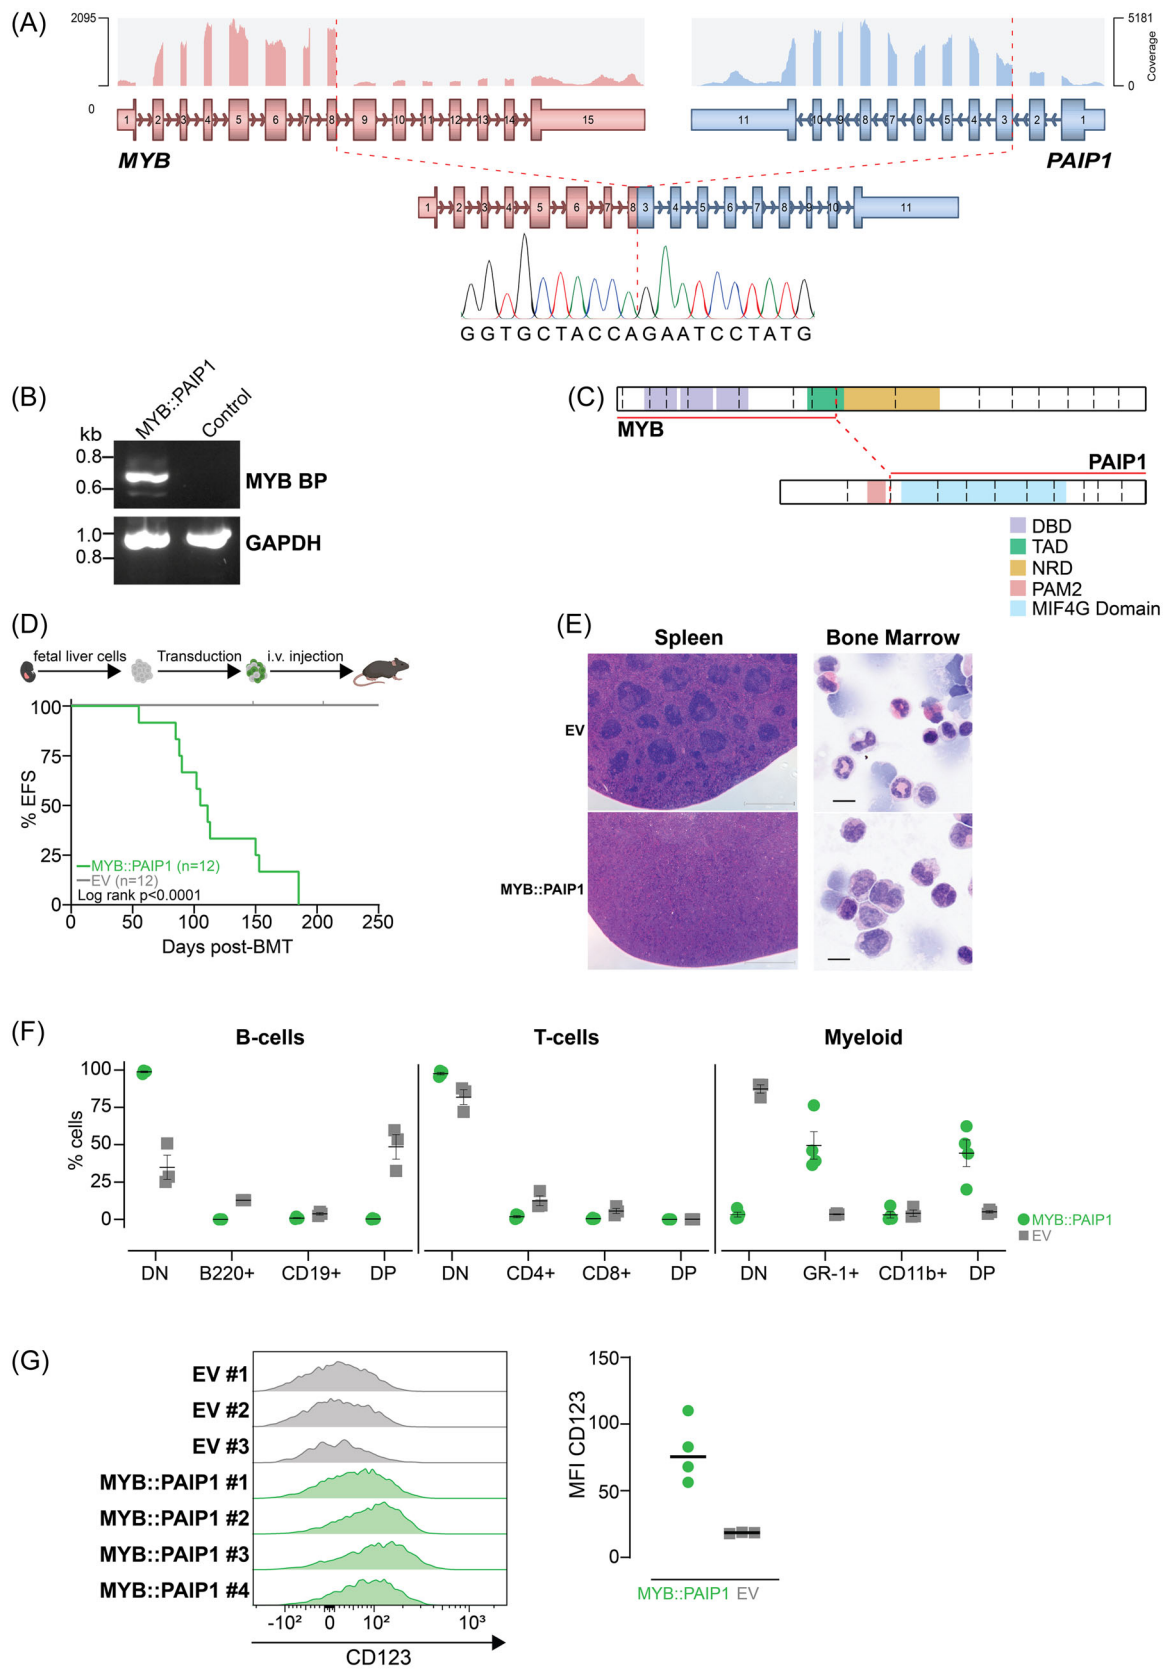 (A)
2095
0
5181
0
Coverage
1 2 3 4 5 6 7 8 9 10 11 12 13 14 15
11 10 9 8 7 6 5 4 3 2 1
MYB
PAIP1
1 2 3 4 5 6 7 8 3 4 5 6 7 8 9 10 11
G G T G C T A C C A G A A T C C T A T G
(B)
MYB::PAIP1
Control
kb
0.8
0.6
MYB BP
1.0
0.8
GAPDH
(C)
MYB
PAIP1
DBD
TAD
NRD
PAM2
MIF4G Domain
(D)
fetal liver cells
Transduction
i.v. injection
100
75
50
25
0
% EFS
MYB::PAIP1 (n=12)
EV (n=12)
Log rank p<0.0001
0 50 100 150 200 250
Days post-BMT
(E)
Spleen
Bone Marrow
EV
MYB::PAIP1
(F)
B-cells
T-cells
Myeloid
100
75
50
25
0
% cells
DN B220+ CD19+ DP
DN CD4+ CD8+ DP
DN GR-1+ CD11b+ DP
MYB::PAIP1
EV
(G)
EV #1
EV #2
EV #3
MYB::PAIP1 #1
MYB::PAIP1 #2
MYB::PAIP1 #3
MYB::PAIP1 #4
-10² 0 10² 10³
CD123
150
100
50
0
MFI CD123
MYB::PAIP1 EV